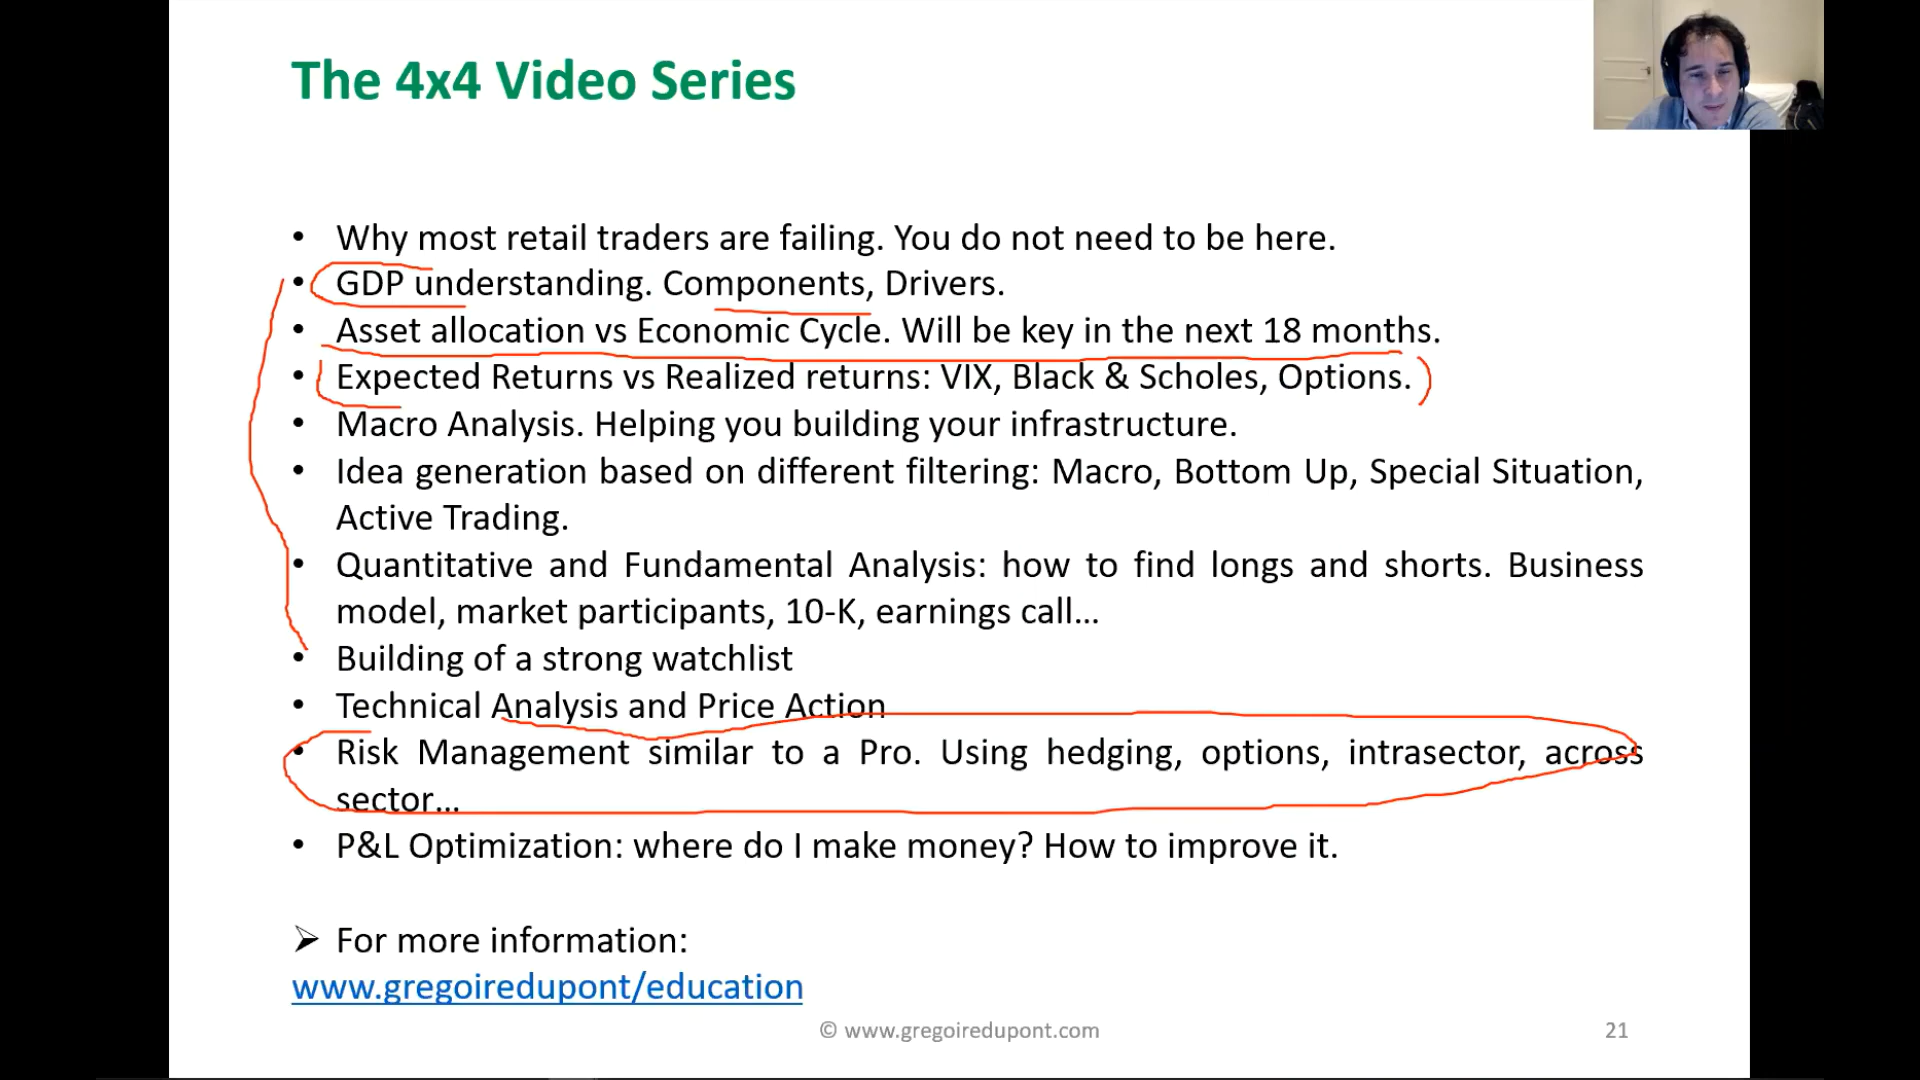 The 4x4 Video Series
• Why most retail traders are failing. You do not need to be here.
• GDP understanding. Components, Drivers.
• Asset allocation vs Economic Cycle. Will be key in the next 18 months.
• Expected Returns vs Realized returns: VIX, Black & Scholes, Options.
• Macro Analysis. Helping you building your infrastructure.
• Idea generation based on different filtering: Macro, Bottom Up, Special Situation,
Active Trading.
• Quantitative and Fundamental Analysis: how to find longs and shorts. Business
model, market participants, 10-K, earnings call...
• Building of a strong watchlist
• Technical Analysis and Price Action
• Risk Management similar to a Pro. Using hedging, options, intrasector, across
sector...
• P&L Optimization: where do I make money? How to improve it.
➢ For more information:
www.gregoiredupont/education
© www.gregoiredupont.com
21